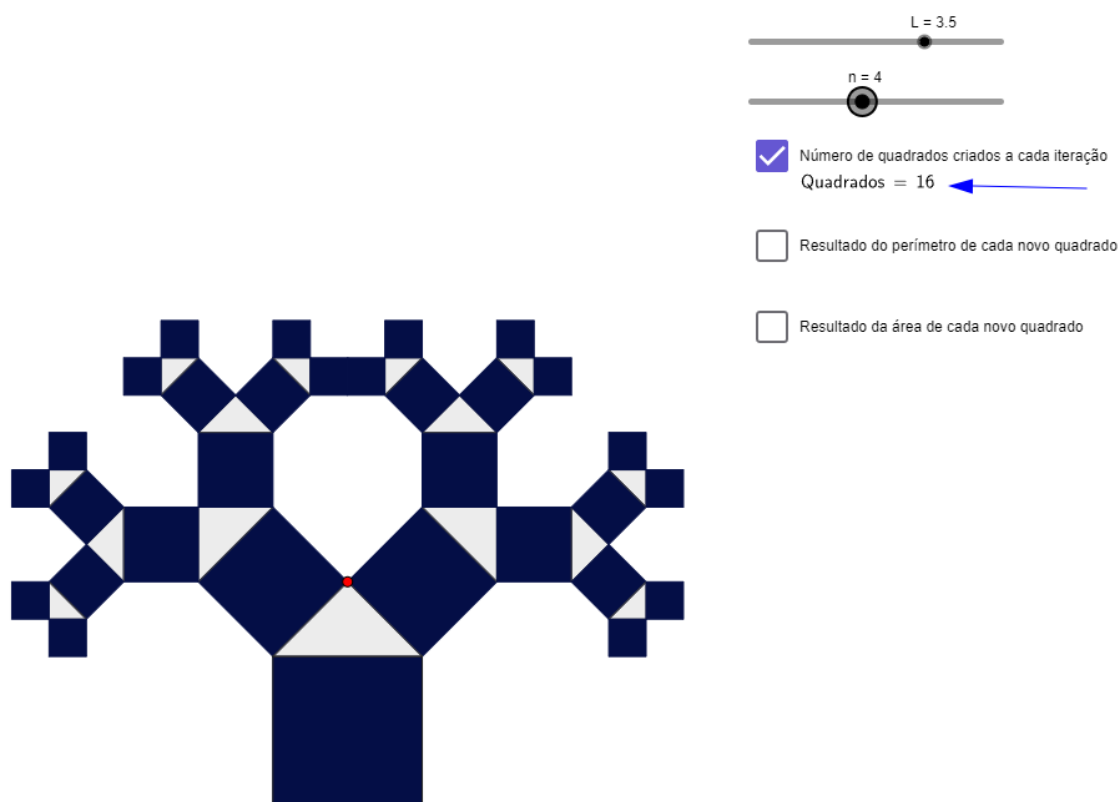 L = 3.5
n = 4
Número de quadrados criados a cada iteração
Quadrados = 16
Resultado do perímetro de cada novo quadrado
Resultado da área de cada novo quadrado